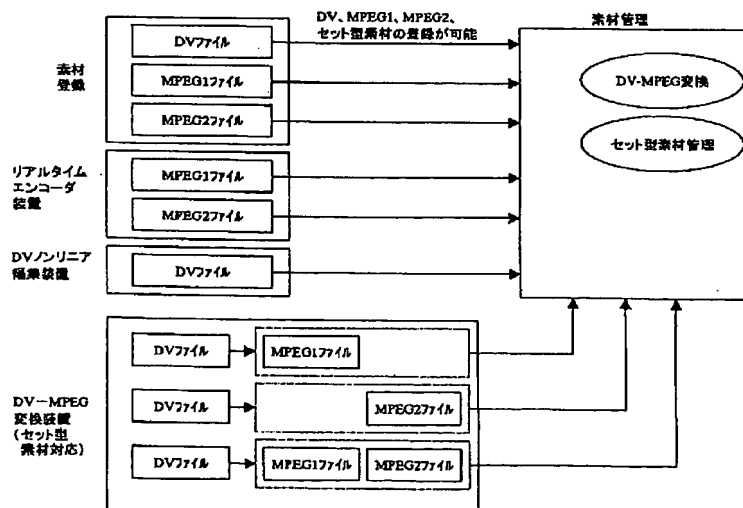 DV、MPEG1、MPEG2、
セット型素材の登録が可能
素材管理
素材
登録
DVファイル
MPEG1ファイル
MPEG2ファイル
DV-MPEG変換
セット型素材管理
リアルタイム
エンコーダ
装置
MPEG1ファイル
MPEG2ファイル
DVノンリニア
編集装置
DVファイル
DV－MPEG
変換装置
（セット型
素材対応）
DVファイル
MPEG1ファイル
DVファイル
MPEG2ファイル
DVファイル
MPEG1ファイル
MPEG2ファイル